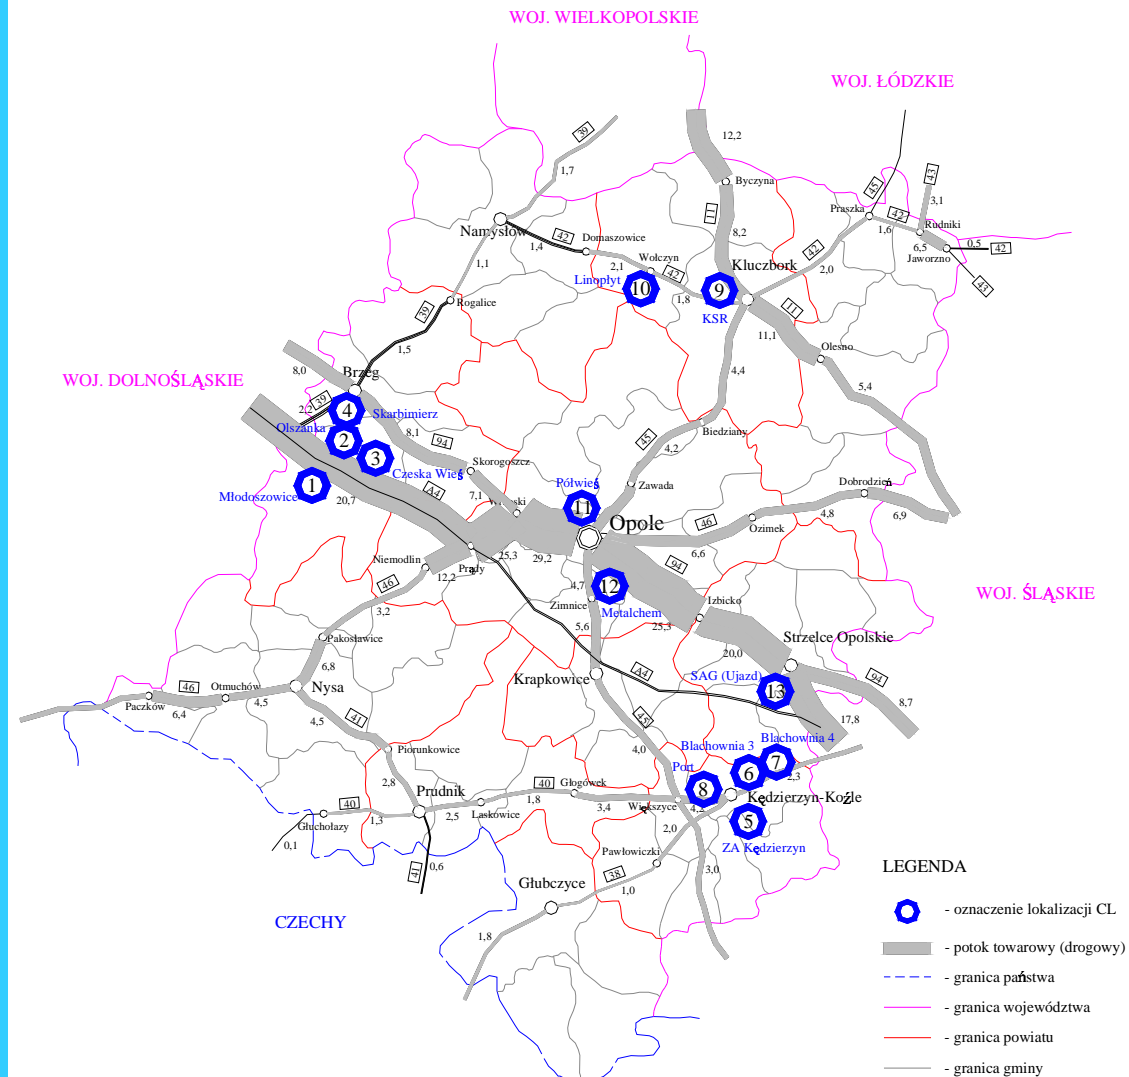 WOJ. WIELKOPOLSKIE
WOJ. ŁÓDZKIE
39
12,2
1,7
Byczyna
45
43
Praszka
42
3,1
11
Rudniki
Namysłów
42
8,2
1,6
1,4
Domaszowice
42
6,5
0,5
42
Jaworzno
2,1
Wołczyn
Kluczbork
2,0
1,1
Linopłyt
10
42
9
43
Rogalice
1,8
11
KSR
39
11,1
1,5
Olesno
8,0
Brzeg
4,4
5,4
WOJ. DOLNOŚLĄSKIE
39
2,2
4
Skarbimierz
Olszanka
8,1
94
Biedziany
2
45
4,2
3
Skorogoszcz
Czeska Wieś
1
Dobrodzień
A4
Półwieś
Zawada
Młodoszowice
20,7
7,1
11
4,8
6,9
Opole
46
Ozimek
6,6
25,3
29,2
Niemodlin
Prądy
94
12,2
46
4,7
12
Izbicko
WOJ. ŚLĄSKIE
3,2
Zimnice
Metalchem
5,6
25,3
Pakosławice
20,0
Strzelce Opolskie
6,8
A4
SAG (Ujazd)
94
46
Otmuchów
Nysa
Krapkowice
13
Paczków
6,4
4,5
8,7
4,5
41
45
17,8
Piorunkowice
4,0
Blachownia 3
Blachownia 4
Port
7
2,8
6
2,3
Prudnik
40
Głogówek
8
40
1,8
3,4
Większyce
4,2
Kędzierzyn-Koźle
Głuchołazy
1,3
2,5
Laskowice
5
2,0
0,1
ZA Kędzierzyn
Pawłowiczki
41
0,6
3,0
38
LEGENDA
Głubczyce
1,0
- oznaczenie lokalizacji CL
CZECHY
1,8
- potok towarowy (drogowy)
- granica państwa
- granica województwa
- granica powiatu
- granica gminy